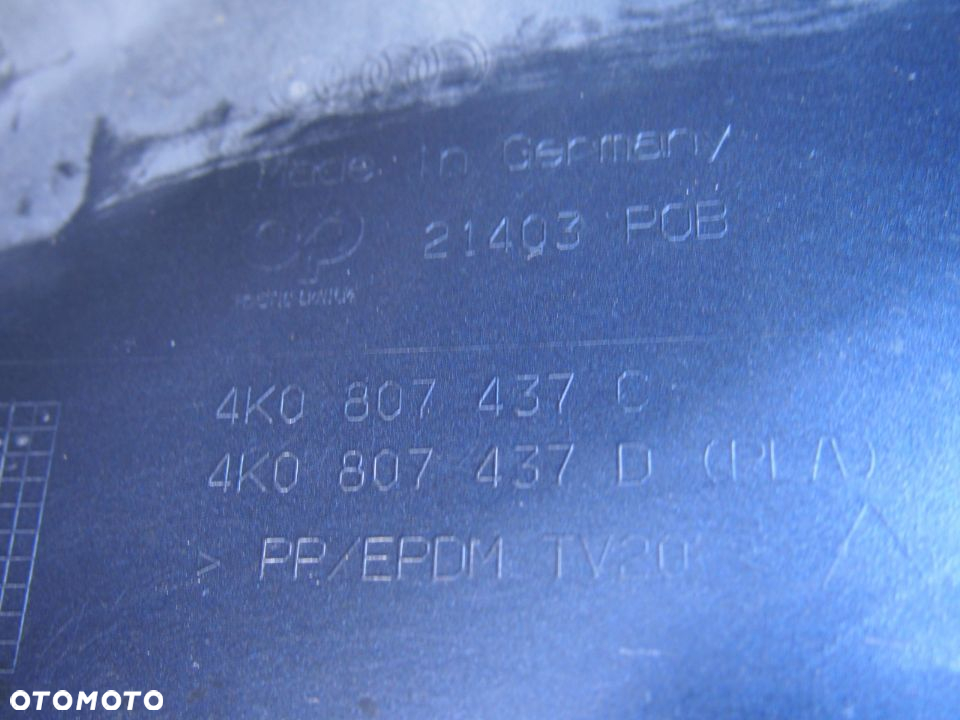 Made in Germany
21403 POB
4K0 807 437 C
4K0 807 437 D (PLA)
> PP/EPDM TV20 <
OTOMOTO